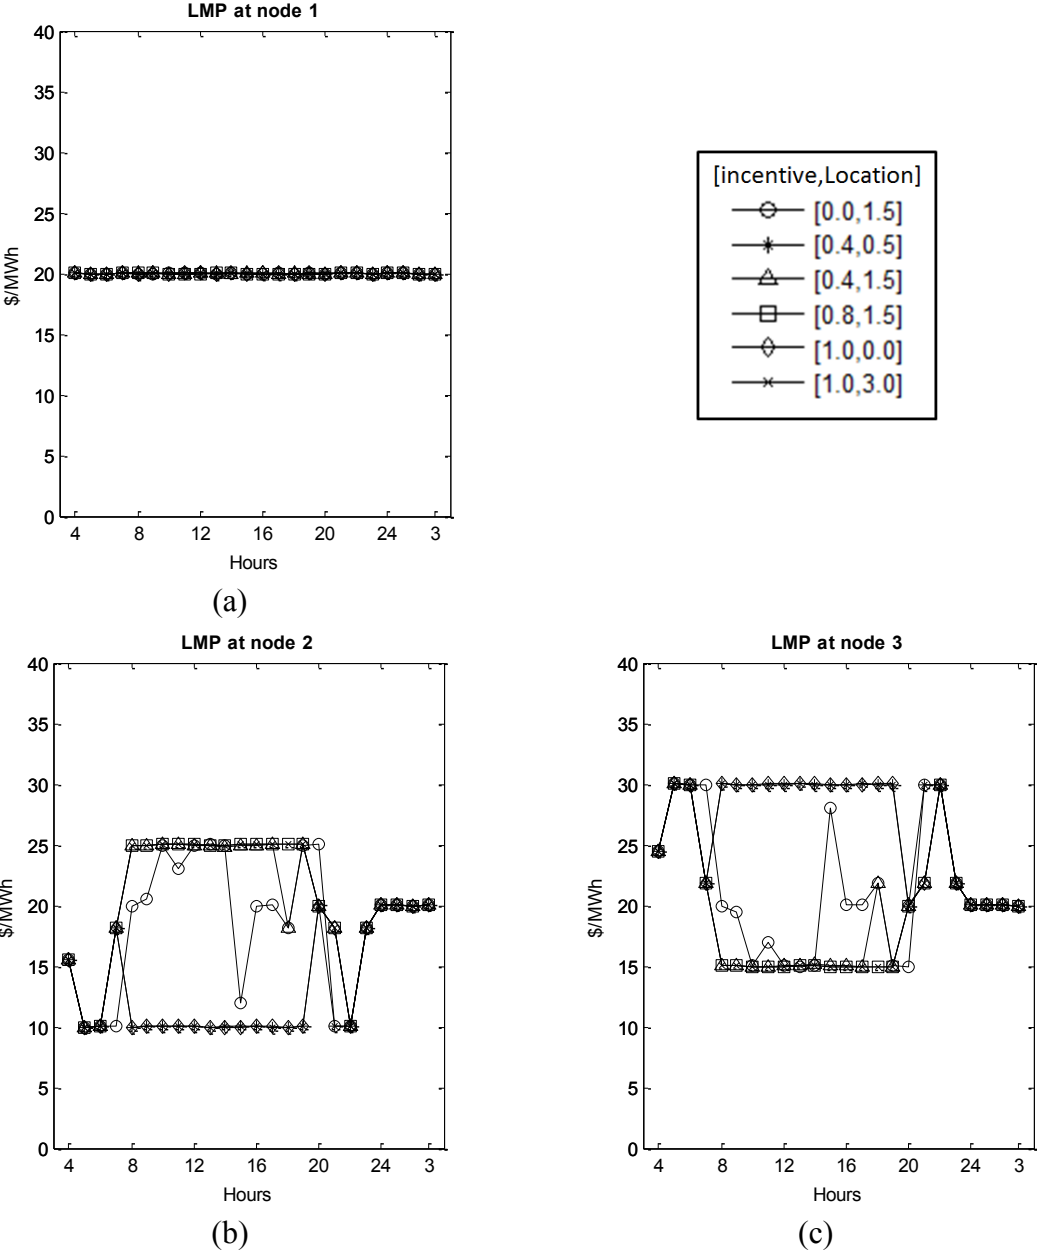 LMP at node 1
40
35
30
25
20
15
10
5
0
$/MWh
4 8 12 16 20 24 3
Hours
(a)
[incentive,Location]
[0.0,1.5]
[0.4,0.5]
[0.4,1.5]
[0.8,1.5]
[1.0,0.0]
[1.0,3.0]
LMP at node 2
40
35
30
25
20
15
10
5
0
$/MWh
4 8 12 16 20 24 3
Hours
(b)
LMP at node 3
40
35
30
25
20
15
10
5
0
$/MWh
4 8 12 16 20 24 3
Hours
(c)